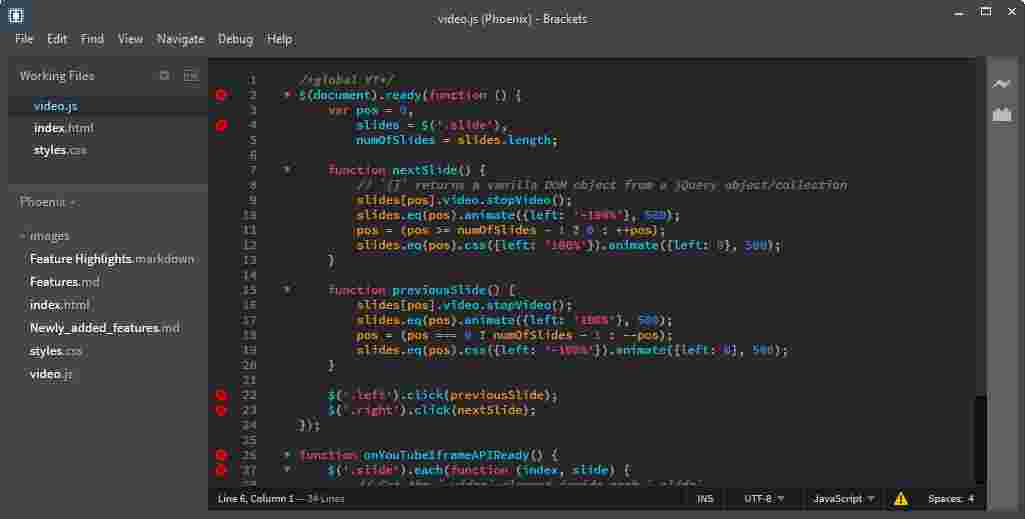 video.js (Phoenix) - Brackets
File Edit Find View Navigate Debug Help
Working Files
video.js
index.html
styles.css
Phoenix
images
Feature Highlights.markdown
Features.md
index.html
Newly_added_features.md
styles.css
video.js
1 /*global YT*/
2 $(document).ready(function () {
3 var pos = 0,
4 slides = $('.slide'),
5 numOfSlides = slides.length;
6
7 function nextSlide() {
8 // `[]` returns a vanilla DOM object from a jQuery object/collection
9 slides[pos].video.stopVideo();
10 slides.eq(pos).animate({left: '-100%'}, 500);
11 pos = (pos >= numOfSlides - 1 ? 0 : ++pos);
12 slides.eq(pos).css({left: '100%'}).animate({left: 0}, 500);
13 }
14
15 function previousSlide() {
16 slides[pos].video.stopVideo();
17 slides.eq(pos).animate({left: '100%'}, 500);
18 pos = (pos === 0 ? numOfSlides - 1 : --pos);
19 slides.eq(pos).css({left: '-100%'}).animate({left: 0}, 500);
20 }
21
22 $('.left').click(previousSlide);
23 $('.right').click(nextSlide);
24 });
25
26 function onYouTubeIframeAPIReady() {
27 $('.slide').each(function (index, slide) {
Line 6, Column 1 — 34 Lines INS UTF-8 JavaScript Spaces: 4